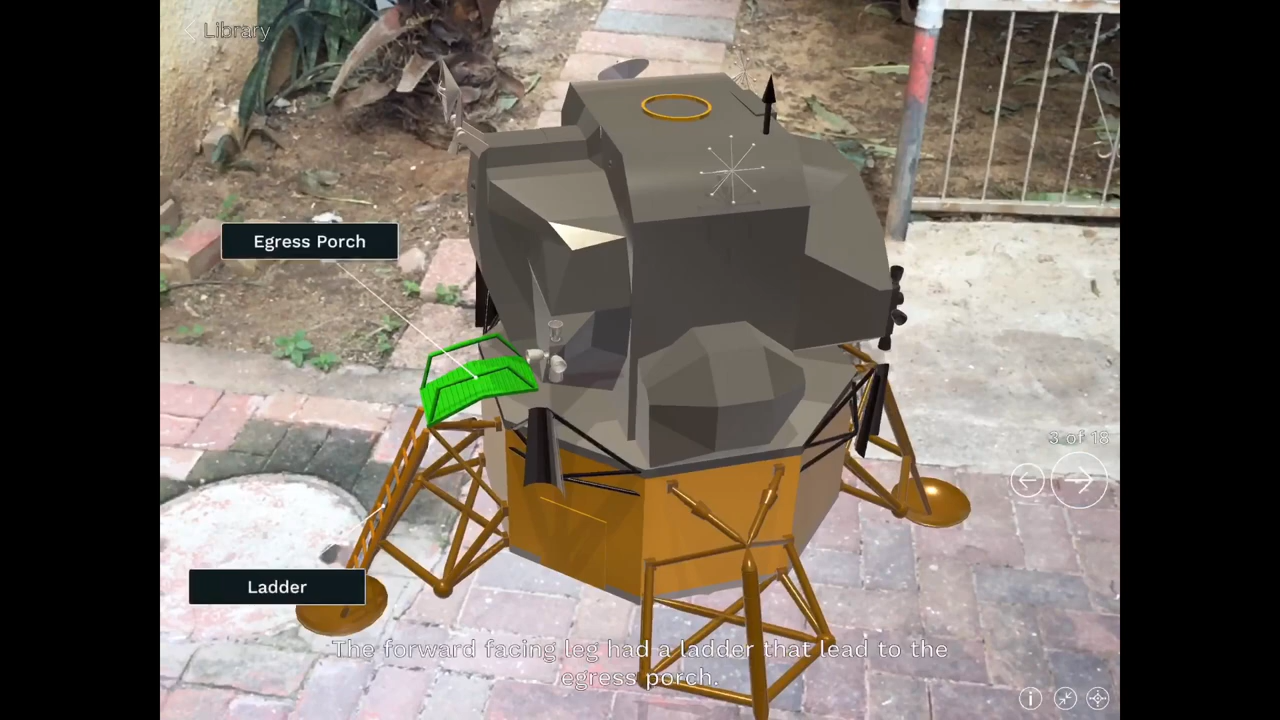 Library
Egress Porch
3 of 18
Ladder
The forward facing leg had a ladder that lead to the
egress porch.
i